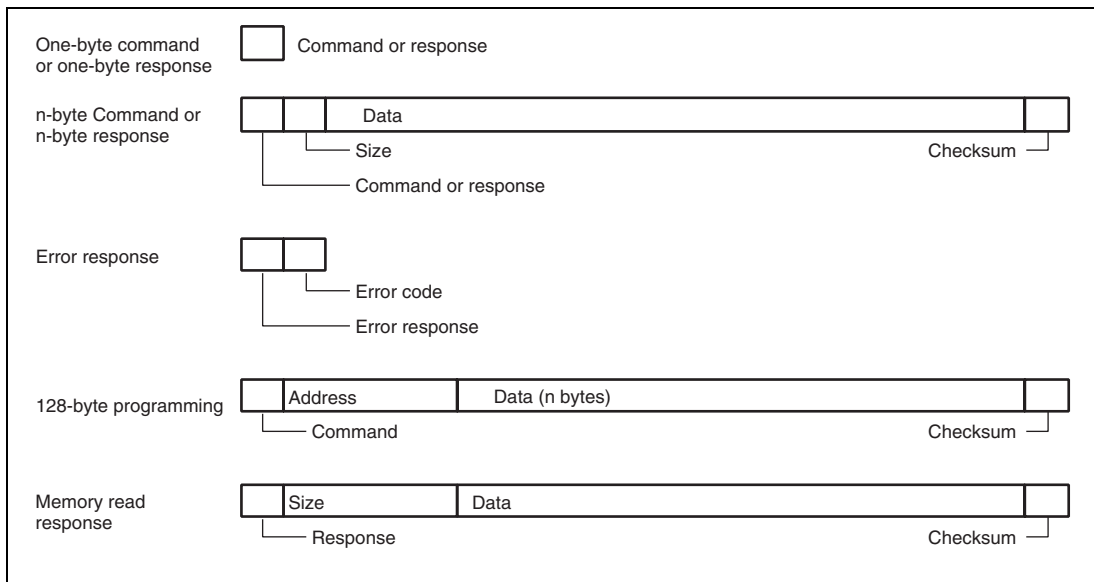 One-byte command
or one-byte response
Command or response
n-byte Command or
n-byte response
Data
Size
Checksum
Command or response
Error response
Error code
Error response
128-byte programming
Address
Data (n bytes)
Command
Checksum
Memory read
response
Size
Data
Response
Checksum